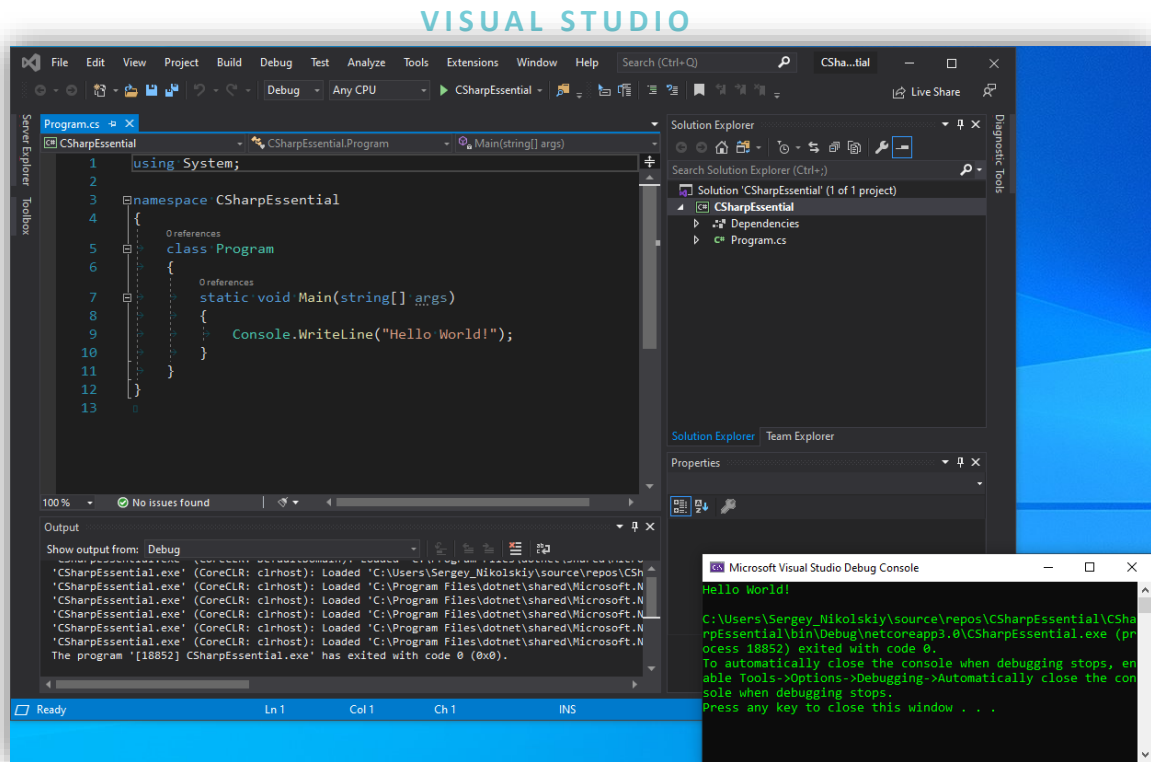 VISUAL STUDIO
File Edit View Project Build Debug Test Analyze Tools Extensions Window Help Search (Ctrl+Q) CSha...tial
Debug Any CPU CSharpEssential Live Share
Server Explorer
Toolbox
Program.cs
CSharpEssential CSharpEssential.Program Main(string[] args)
1 using System;
2
3 namespace CSharpEssential
4 {
0 references
5 class Program
6 {
0 references
7 static void Main(string[] args)
8 {
9 Console.WriteLine("Hello World!");
10 }
11 }
12 }
13
100 % No issues found
Solution Explorer
Search Solution Explorer (Ctrl+;)
Solution 'CSharpEssential' (1 of 1 project)
CSharpEssential
Dependencies
C# Program.cs
Solution Explorer Team Explorer
Diagnostic Tools
Properties
Output
Show output from: Debug
'CSharpEssential.exe' (CoreCLR: clrhost): Loaded 'C:\Users\Sergey_Nikolskiy\source\repos\CSh
'CSharpEssential.exe' (CoreCLR: clrhost): Loaded 'C:\Program Files\dotnet\shared\Microsoft.N
'CSharpEssential.exe' (CoreCLR: clrhost): Loaded 'C:\Program Files\dotnet\shared\Microsoft.N
'CSharpEssential.exe' (CoreCLR: clrhost): Loaded 'C:\Program Files\dotnet\shared\Microsoft.N
'CSharpEssential.exe' (CoreCLR: clrhost): Loaded 'C:\Program Files\dotnet\shared\Microsoft.N
'CSharpEssential.exe' (CoreCLR: clrhost): Loaded 'C:\Program Files\dotnet\shared\Microsoft.N
The program '[18852] CSharpEssential.exe' has exited with code 0 (0x0).
Ready Ln 1 Col 1 Ch 1 INS
Microsoft Visual Studio Debug Console
Hello World!
C:\Users\Sergey_Nikolskiy\source\repos\CSharpEssential\CSha
rpEssential\bin\Debug\netcoreapp3.0\CSharpEssential.exe (pr
ocess 18852) exited with code 0.
To automatically close the console when debugging stops, en
able Tools->Options->Debugging->Automatically close the con
sole when debugging stops.
Press any key to close this window . . .